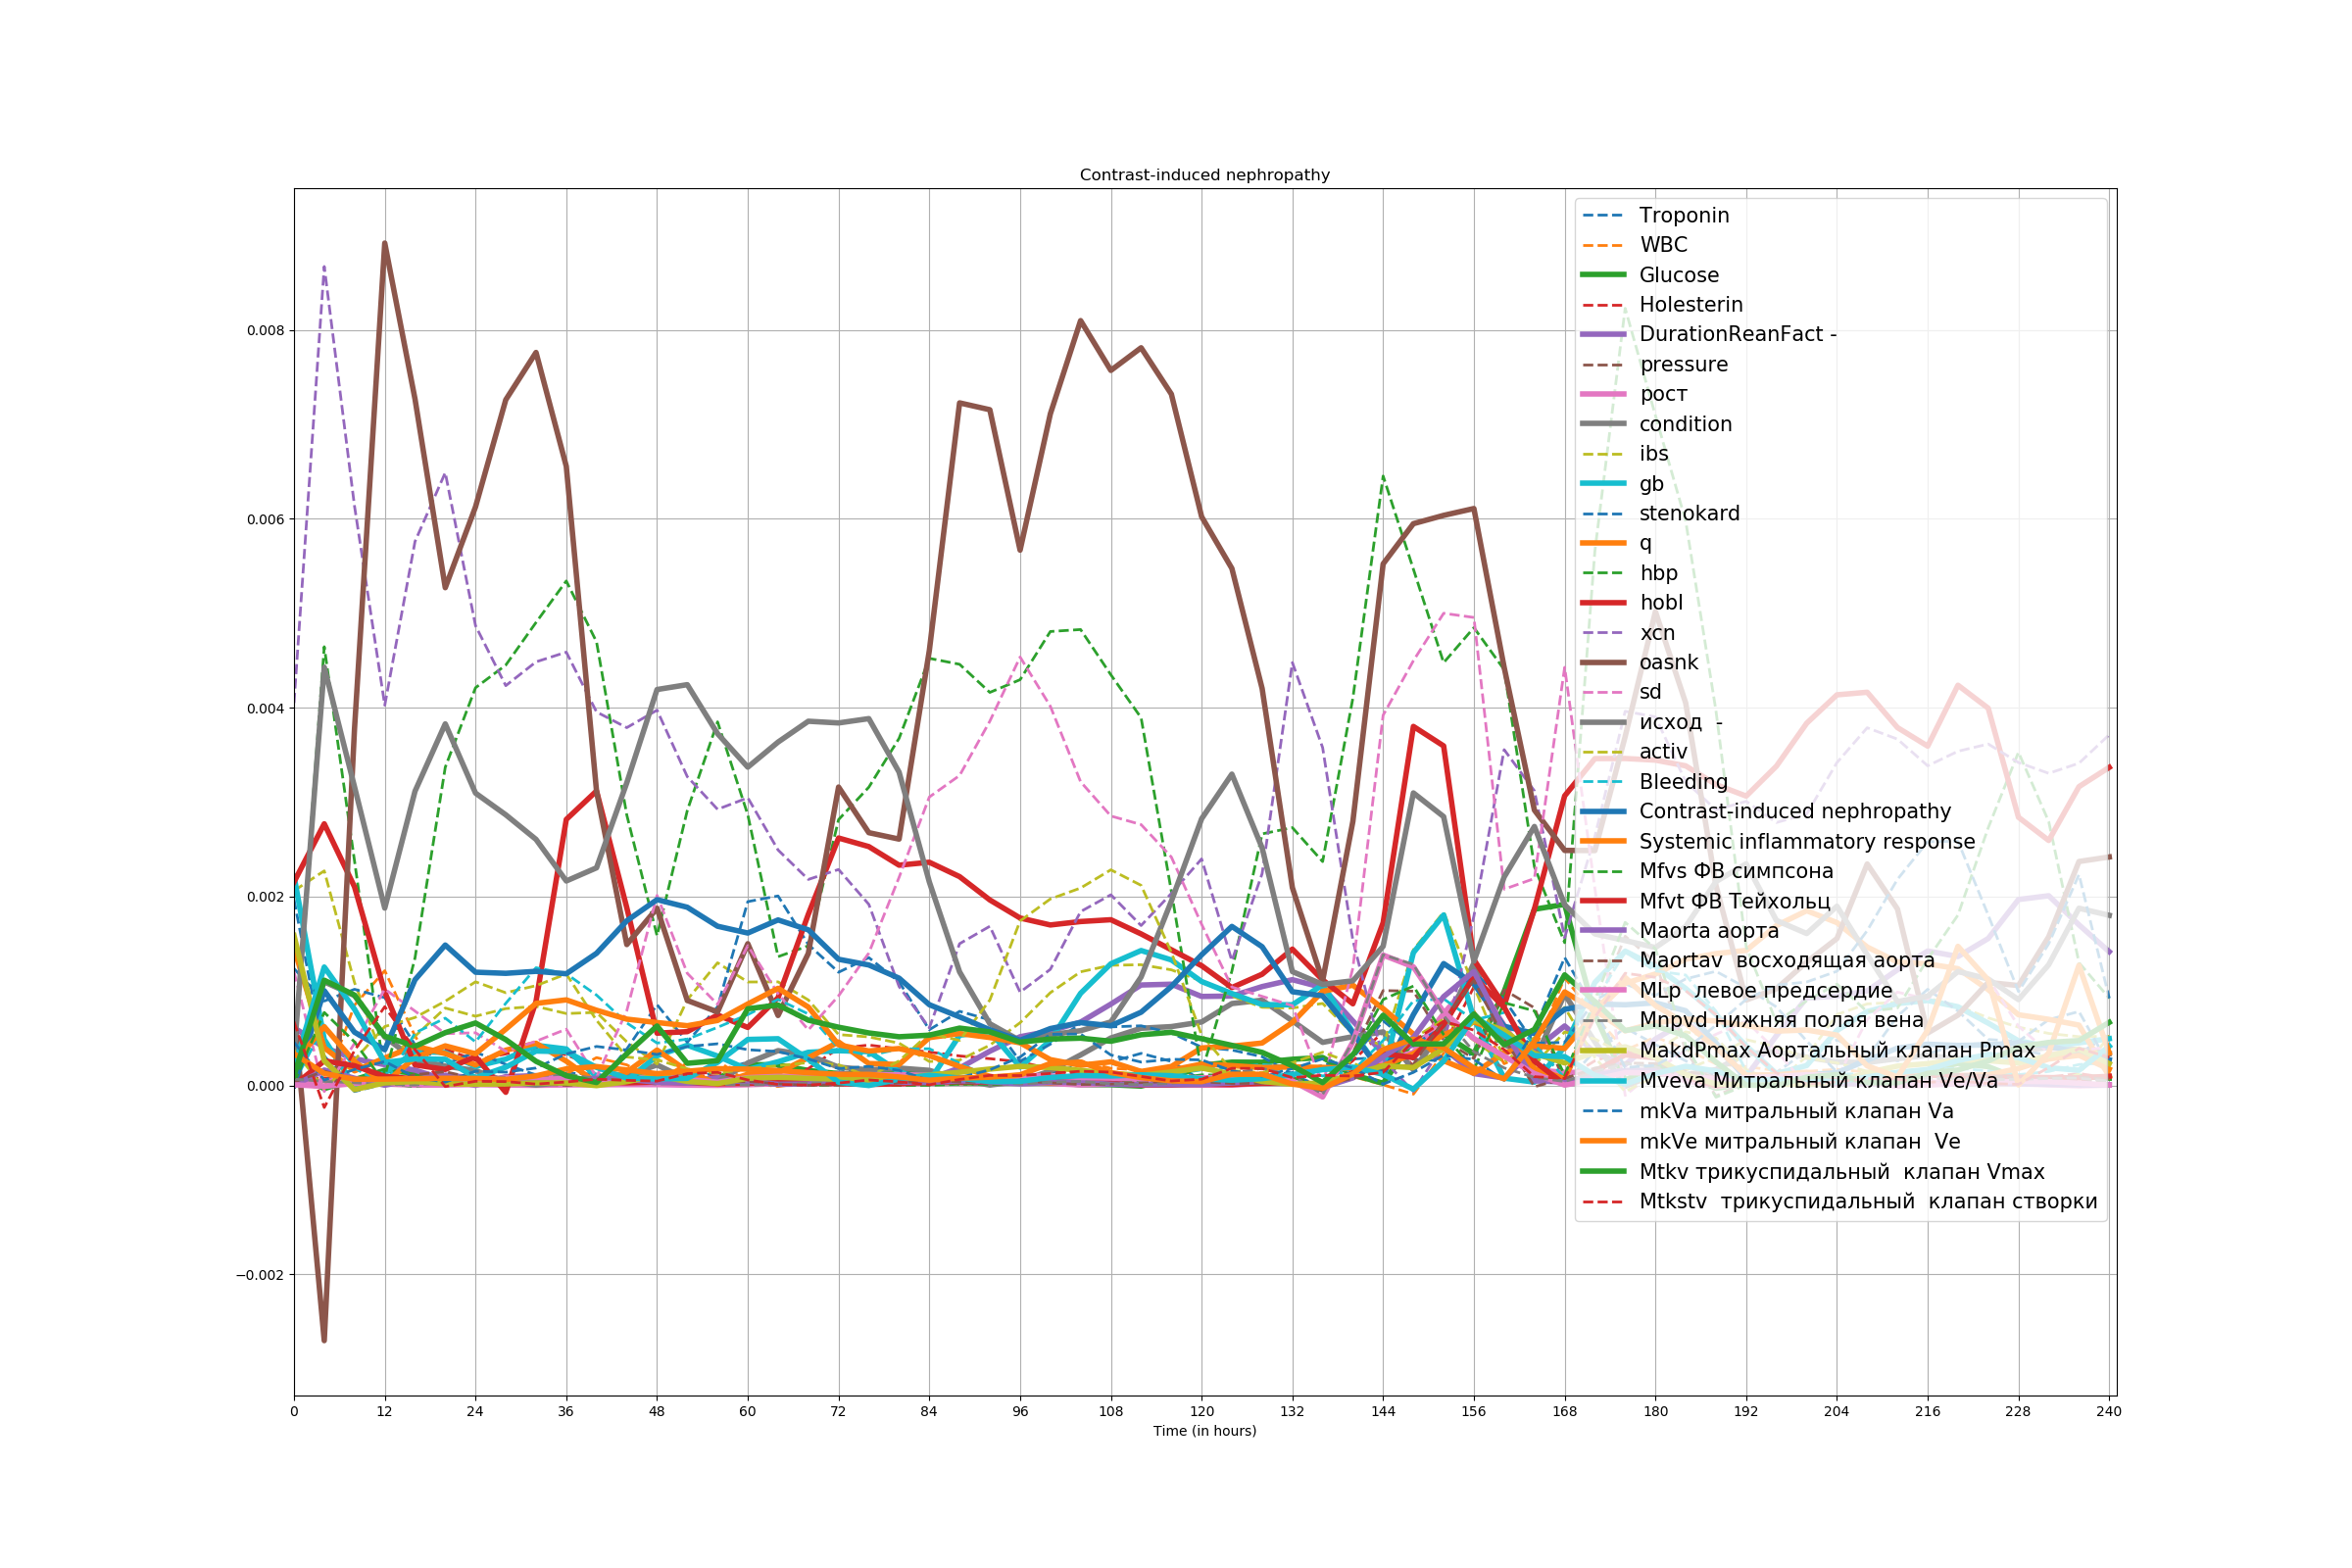 Contrast-induced nephropathy
0.008
0.006
0.004
0.002
0.000
−0.002
0 12 24 36 48 60 72 84 96 108 120 132 144 156 168 180 192 204 216 228 240
Time (in hours)
Troponin
WBC
Glucose
Holesterin
DurationReanFact -
pressure
рост
condition
ibs
gb
stenokard
q
hbp
hobl
xcn
oasnk
sd
исход  -
activ
Bleeding
Contrast-induced nephropathy
Systemic inflammatory response
Mfvs ФВ симпсона
Mfvt ФВ Тейхольц
Maorta аорта
Maortav  восходящая аорта
MLp  левое предсердие
Mnpvd нижняя полая вена
MakdPmax Аортальный клапан Pmax
Mveva Митральный клапан Ve/Va
mkVa митральный клапан Va
mkVe митральный клапан  Ve
Mtkv трикуспидальный  клапан Vmax
Mtkstv  трикуспидальный  клапан створки